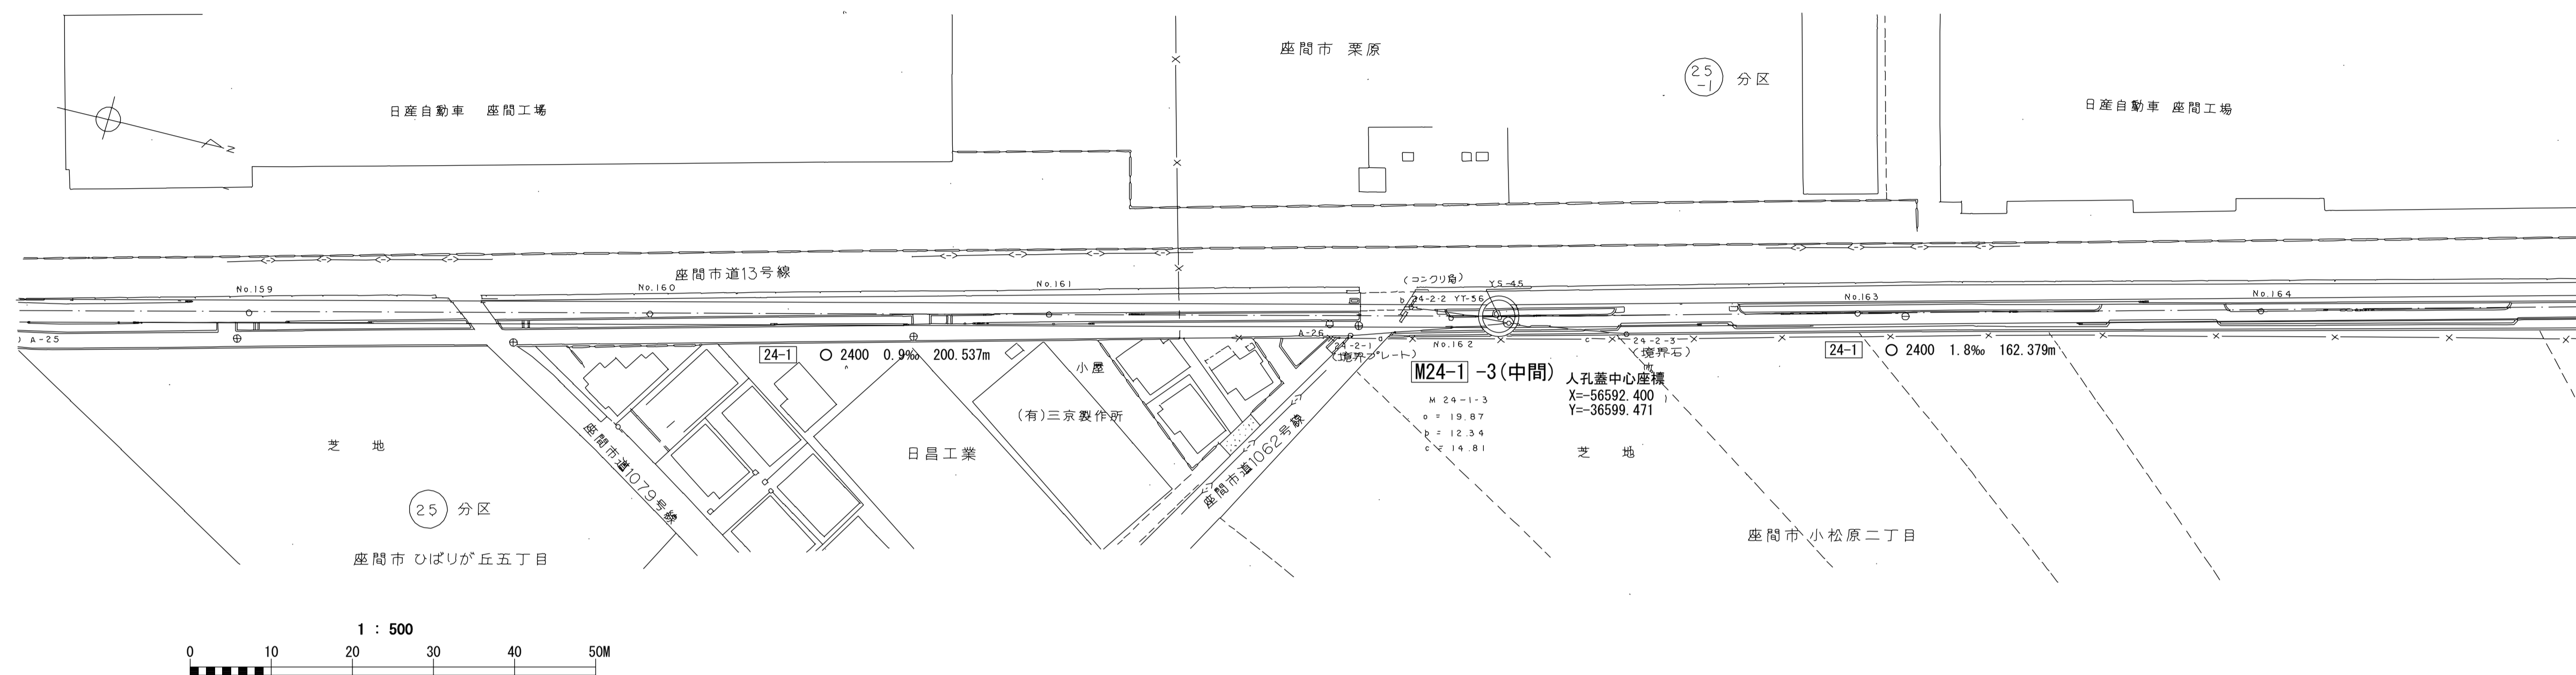 座間市 栗原
25
-1
分区
日産自動車 座間工場
日産自動車 座間工場
N
座間市道13号線
No.159
No.160
No.161
(コンクリ角)
YS-45
b
24-2-2
YT-36
No.163
No.164
A-25
A-26
24-2-1
(境界プレート)
a
No.162
c
24-2-3
(境界石)
24-1 ○ 2400 0.9‰ 200.537m
24-1 ○ 2400 1.8‰ 162.379m
小屋
M24-1 -3(中間)
人孔蓋中心座標
X=-56592.400
Y=-36599.471
M 24-1-3
a = 19.87
b = 12.34
c = 14.81
(有)三京製作所
芝 地
座間市道1079号線
日昌工業
座間市道1062号線
芝 地
25 分区
座間市 ひばりが丘五丁目
座間市 小松原二丁目
1 : 500
0 10 20 30 40 50M